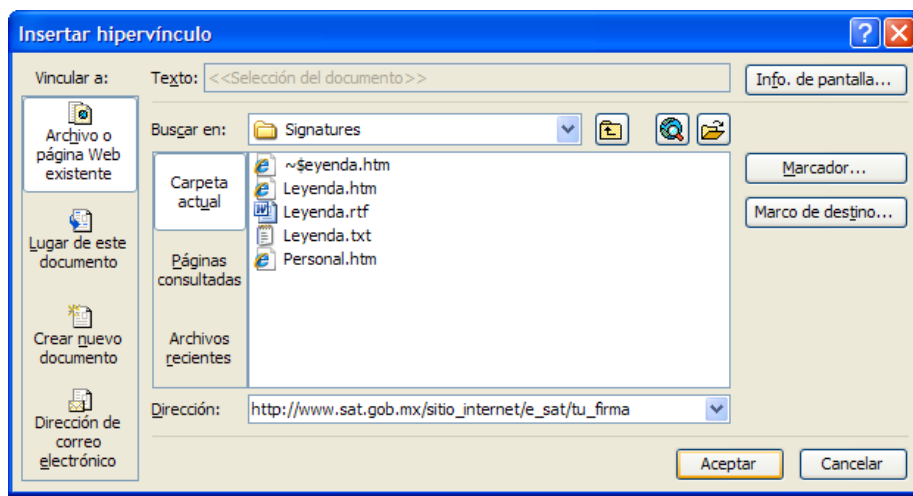 Insertar hipervínculo
Vincular a:
Texto: <<Selección del documento>>
Info. de pantalla...
Archivo o
página Web
existente
Buscar en:
Signatures
Carpeta
actual
~$eyenda.htm
Leyenda.htm
Leyenda.rtf
Leyenda.txt
Personal.htm
Marcador...
Marco de destino...
Lugar de este
documento
Páginas
consultadas
Crear nuevo
documento
Archivos
recientes
Dirección de
correo
electrónico
Dirección:
http://www.sat.gob.mx/sitio_internet/e_sat/tu_firma
Aceptar
Cancelar